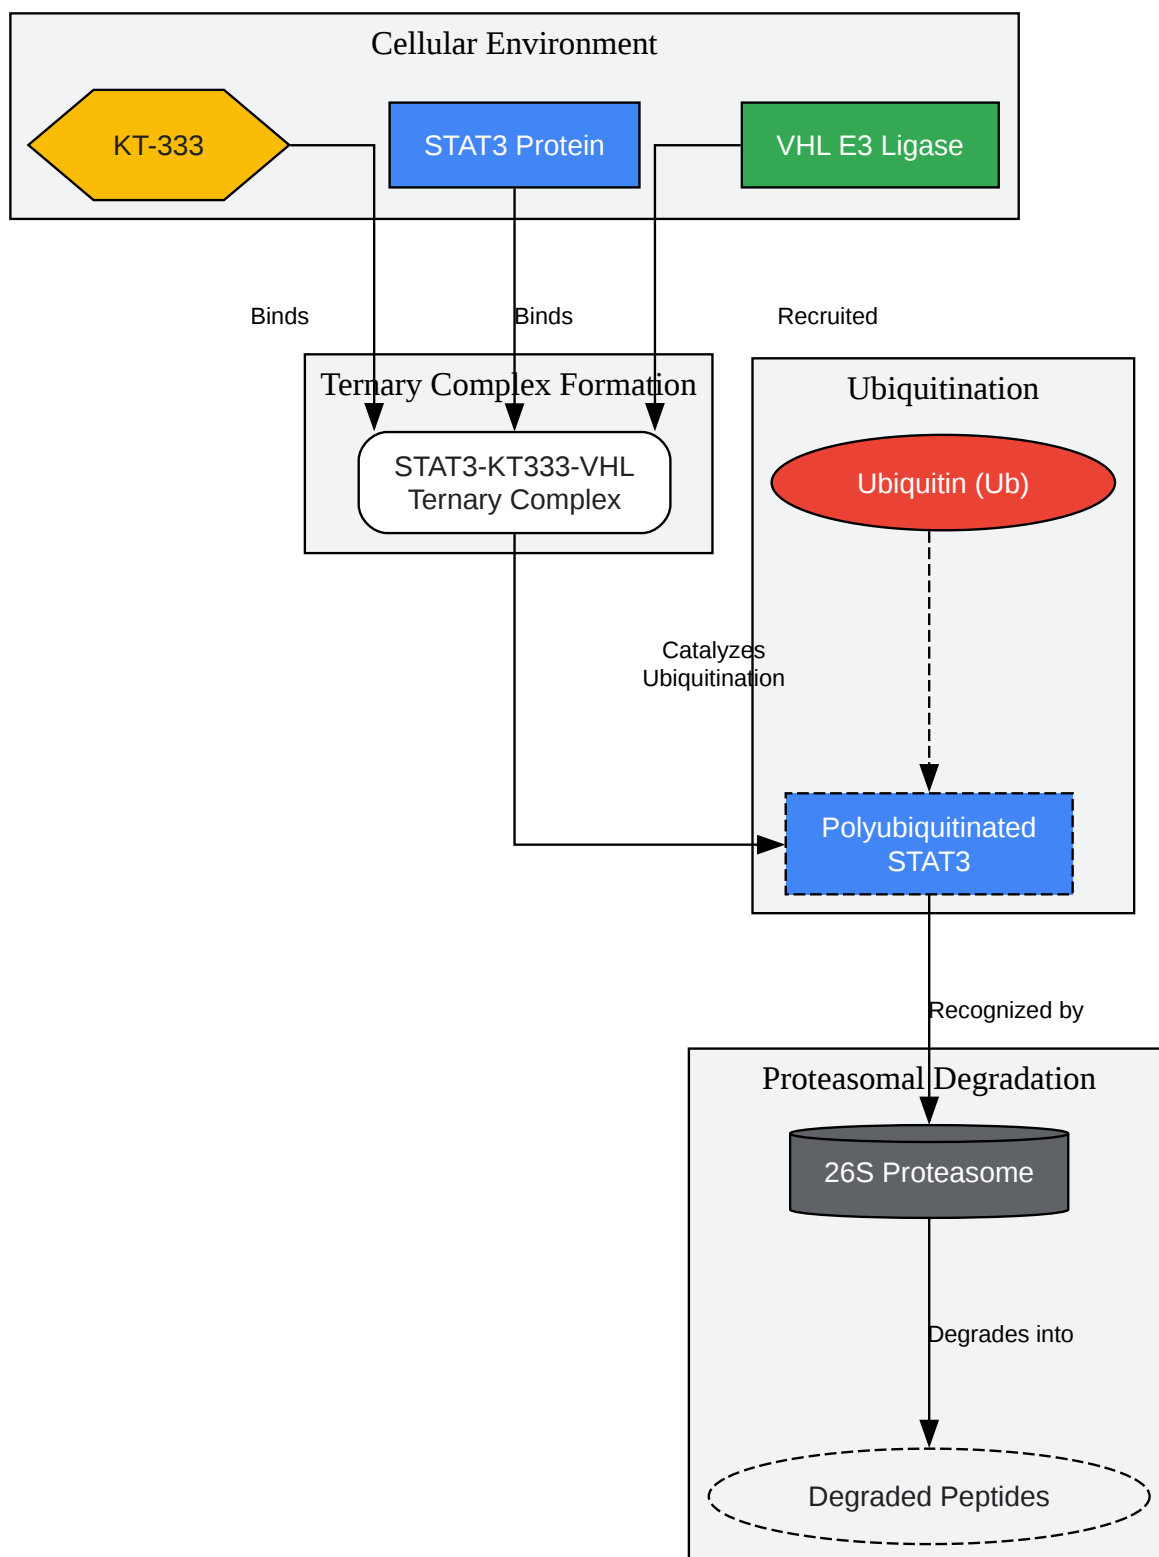 Cellular Environment
KT-333
STAT3 Protein
VHL E3 Ligase
Binds
Binds
Recruited
Ternary Complex Formation
STAT3-KT333-VHL
Ternary Complex
Ubiquitination
Ubiquitin (Ub)
Catalyzes
Ubiquitination
Polyubiquitinated
STAT3
Recognized by
Proteasomal Degradation
26S Proteasome
Degrades into
Degraded Peptides